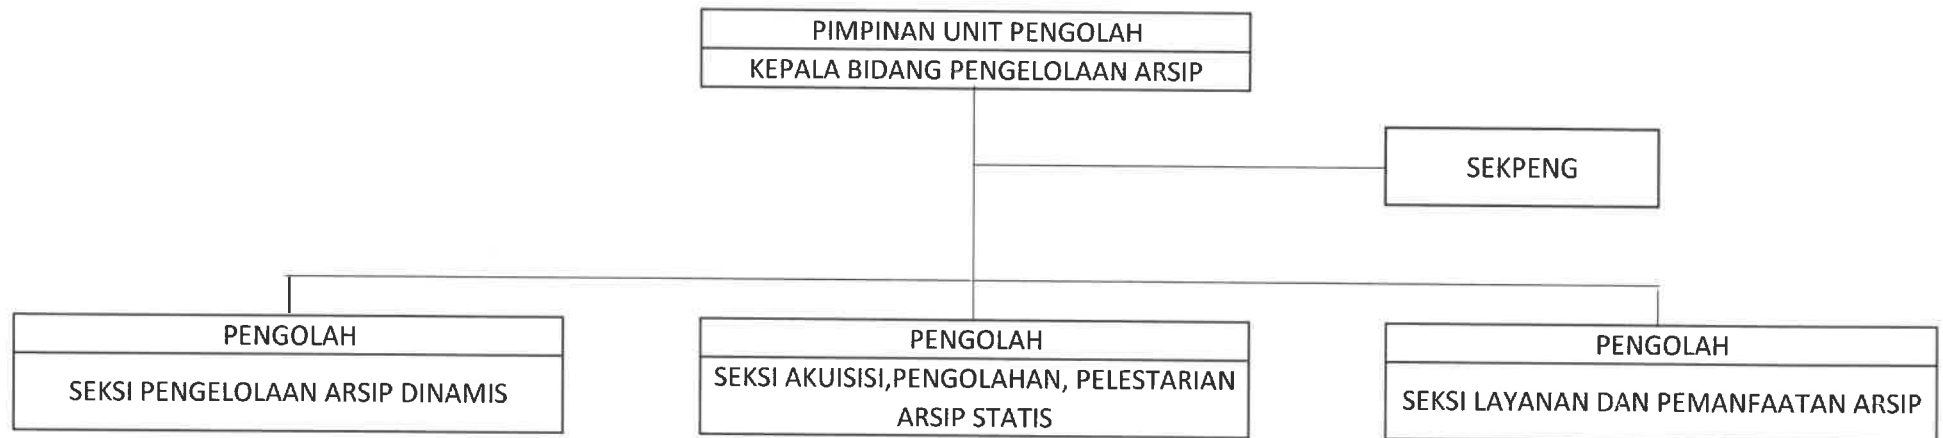 PIMPINAN UNIT PENGOLAH
KEPALA BIDANG PENGELOLAAN ARSIP
SEKPENG
PENGOLAH
SEKSI PENGELOLAAN ARSIP DINAMIS
PENGOLAH
SEKSI AKUISISI,PENGOLAHAN, PELESTARIAN
ARSIP STATIS
PENGOLAH
SEKSI LAYANAN DAN PEMANFAATAN ARSIP